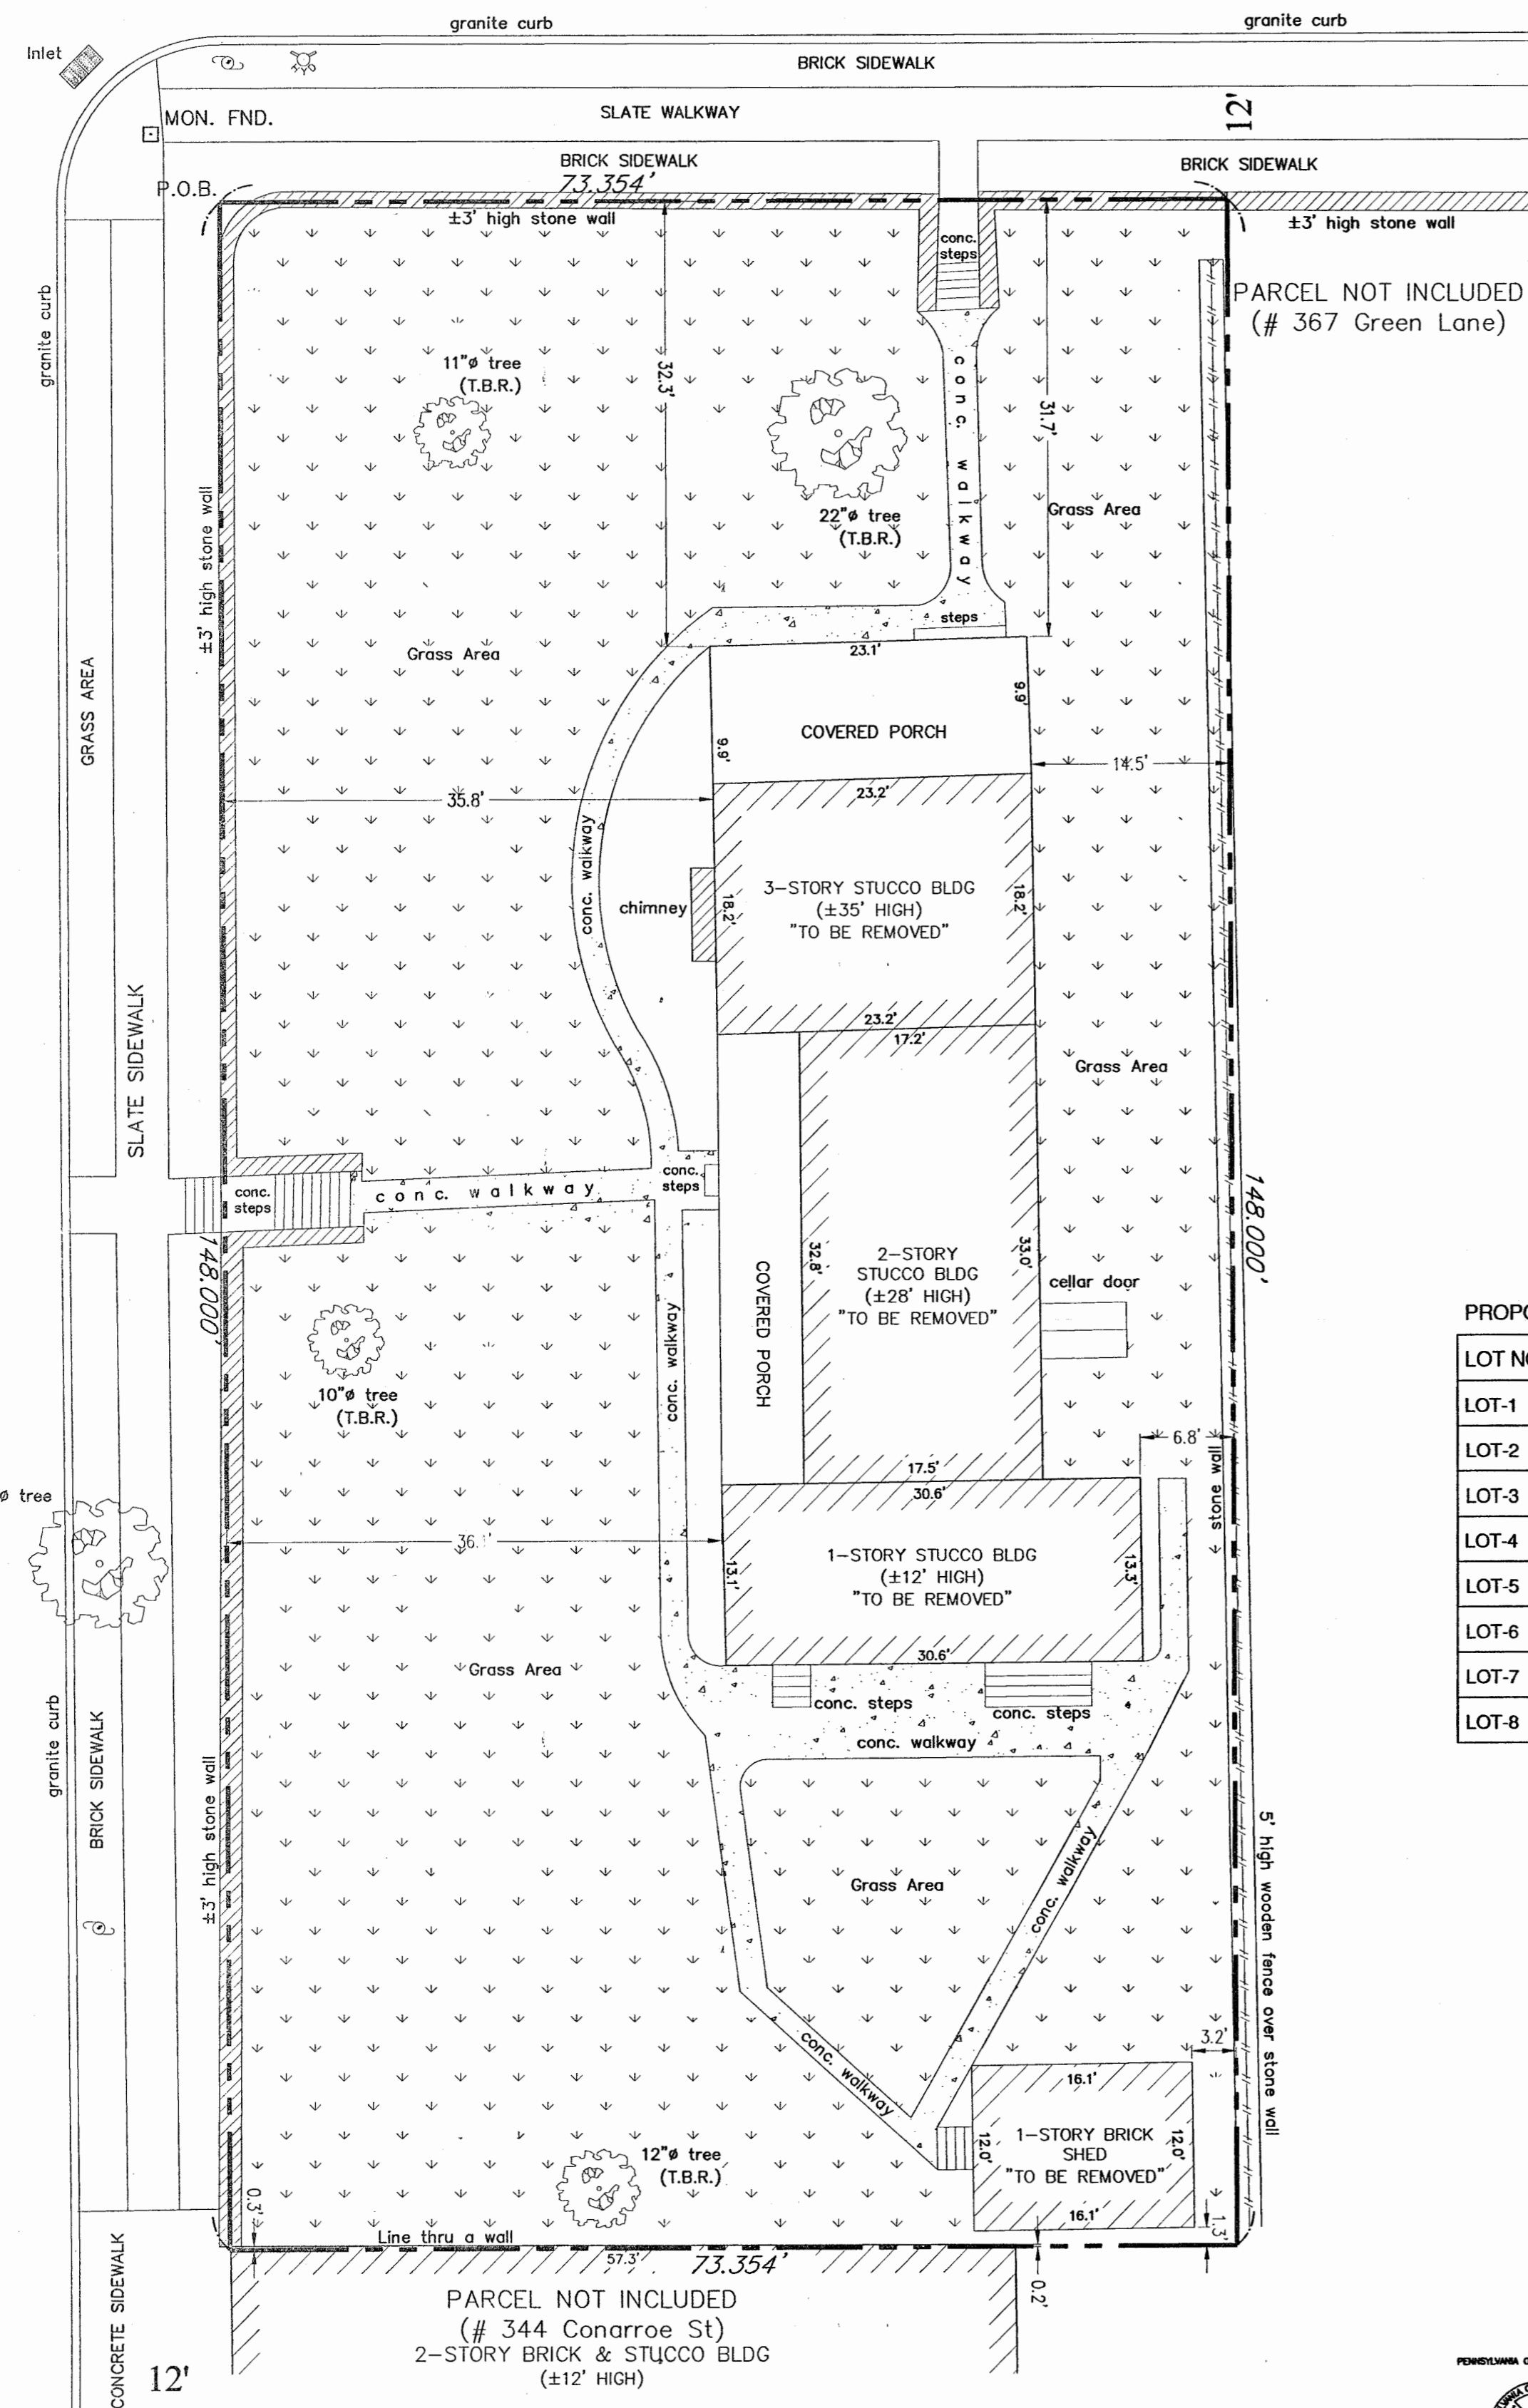 granite curb
granite curb
Inlet
BRICK SIDEWALK
12'
MON. FND.
SLATE WALKWAY
BRICK SIDEWALK
BRICK SIDEWALK
P.O.B.
73.354'
±3' high stone wall
±3' high stone wall
conc.
steps
PARCEL NOT INCLUDED
(# 367 Green Lane)
granite curb
11"ø tree
(T.B.R.)
32.3'
conc. walkway
31.7'
±3' high stone wall
22"ø tree
(T.B.R.)
Grass Area
steps
Grass Area
23.1'
GRASS AREA
9.9'
COVERED PORCH
9.9'
14.5'
35.8'
23.2'
conc. walkway
chimney
18.2'
3-STORY STUCCO BLDG
(±35' HIGH)
"TO BE REMOVED"
18.2'
23.2'
17.2'
SLATE SIDEWALK
Grass Area
conc.
steps
conc. walkway
conc.
steps
148.000'
148.000'
32.8'
2-STORY
STUCCO BLDG
(±28' HIGH)
"TO BE REMOVED"
33.0'
cellar door
COVERED PORCH
conc. walkway
10"ø tree
(T.B.R.)
PROPO
LOT NO
LOT-1
LOT-2
LOT-3
LOT-4
LOT-5
LOT-6
LOT-7
LOT-8
6.8'
stone wall
17.5'
30.6'
ø tree
36.1'
13.1'
1-STORY STUCCO BLDG
(±12' HIGH)
"TO BE REMOVED"
13.3'
30.6'
Grass Area
conc. steps
conc. steps
conc. walkway
granite curb
BRICK SIDEWALK
±3' high stone wall
Grass Area
conc. walkway
5' high wooden fence over stone wall
conc. walkway
3.2'
16.1'
12.0'
1-STORY BRICK
SHED
"TO BE REMOVED"
12.0'
16.1'
1.3'
12"ø tree
(T.B.R.)
0.3'
Line thru a wall
57.3'
73.354'
0.2'
PARCEL NOT INCLUDED
(# 344 Conarroe St)
2-STORY BRICK & STUCCO BLDG
(±12' HIGH)
CONCRETE SIDEWALK
12'
PENNSYLVANIA